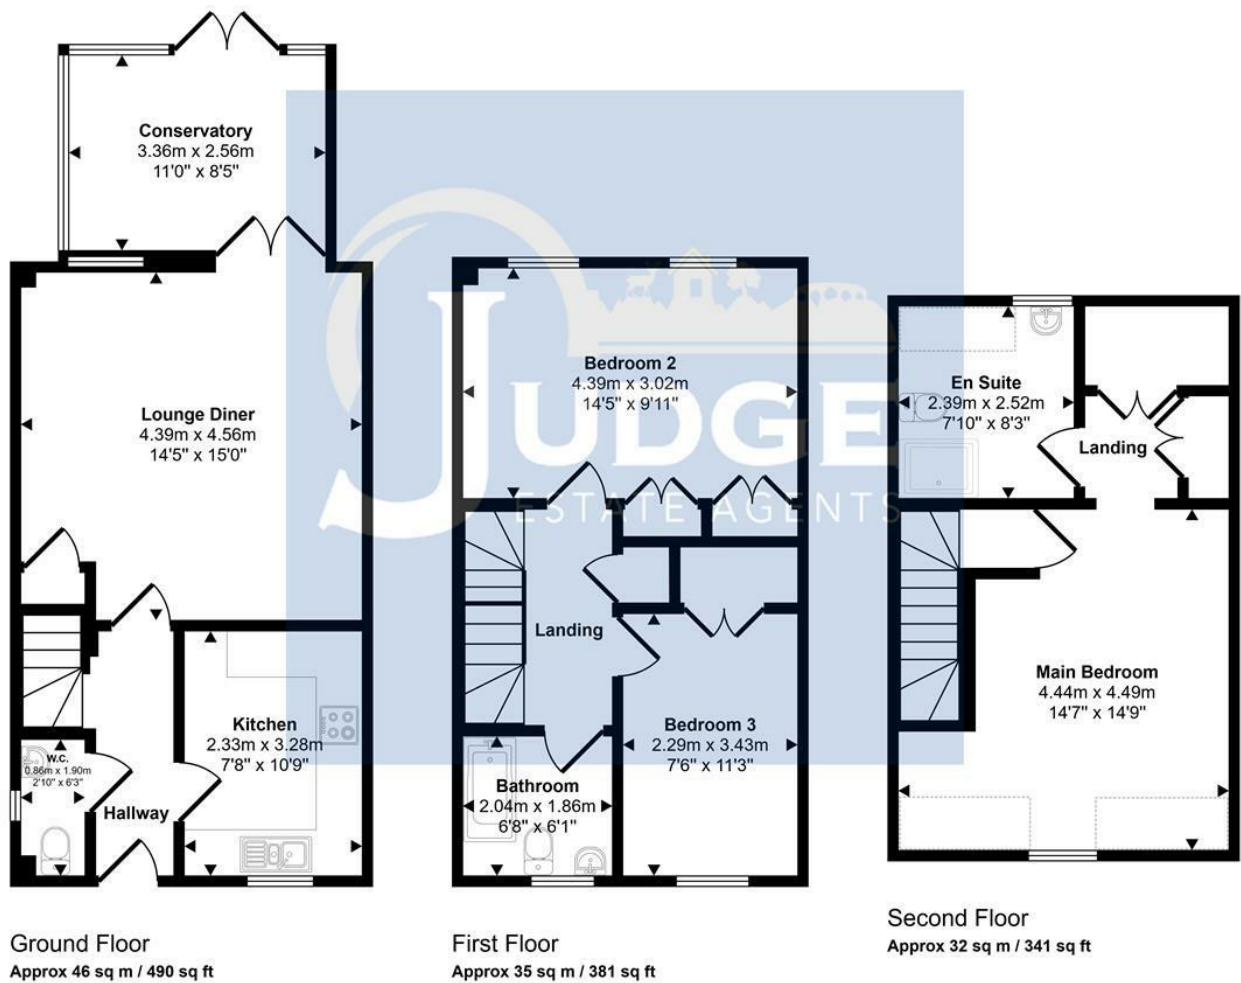 Conservatory
3.36m x 2.56m
11'0" x 8'5"
Lounge Diner
4.39m x 4.56m
14'5" x 15'0"
Kitchen
2.33m x 3.28m
7'8" x 10'9"
W.C.
0.86m x 1.90m
2'10" x 6'3"
Hallway
Ground Floor
Approx 46 sq m / 490 sq ft
Bedroom 2
4.39m x 3.02m
14'5" x 9'11"
JUDGE
ESTATE AGENTS
Landing
Bedroom 3
2.29m x 3.43m
7'6" x 11'3"
Bathroom
2.04m x 1.86m
6'8" x 6'1"
First Floor
Approx 35 sq m / 381 sq ft
En Suite
2.39m x 2.52m
7'10" x 8'3"
Landing
Main Bedroom
4.44m x 4.49m
14'7" x 14'9"
Second Floor
Approx 32 sq m / 341 sq ft